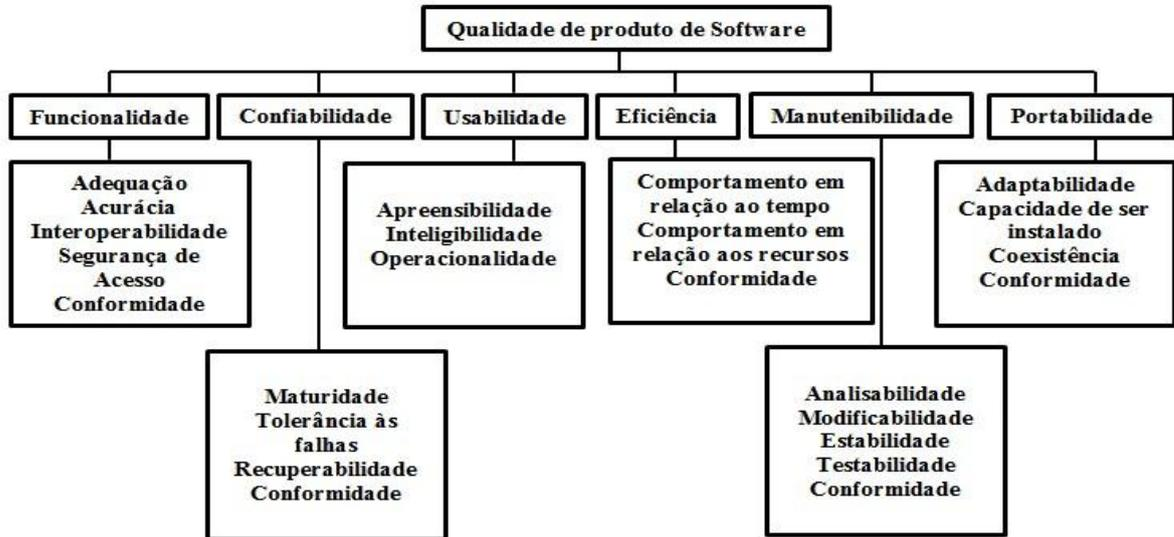 Qualidade de produto de Software
Funcionalidade
Confiabilidade
Usabilidade
Eficiência
Manutenibilidade
Portabilidade
Adequação
Acurácia
Interoperabilidade
Segurança de
Acesso
Conformidade
Apreensibilidade
Inteligibilidade
Operacionalidade
Comportamento em
relação ao tempo
Comportamento em
relação aos recursos
Conformidade
Adaptabilidade
Capacidade de ser
instalado
Coexistência
Conformidade
Maturidade
Tolerância às
falhas
Recuperabilidade
Conformidade
Analisabilidade
Modificabilidade
Estabilidade
Testabilidade
Conformidade